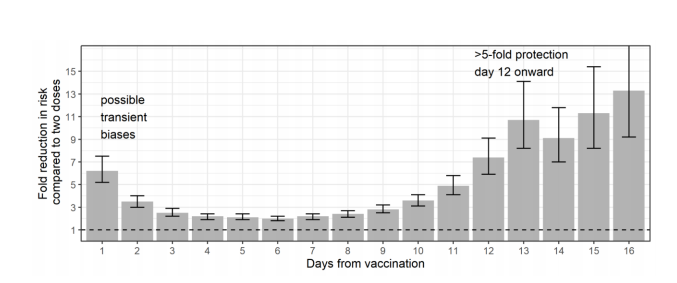 >5-fold protection
day 12 onward
possible
transient
biases
Fold reduction in risk
compared to two doses
15
13
11
9
7
5
3
1
1 2 3 4 5 6 7 8 9 10 11 12 13 14 15 16
Days from vaccination